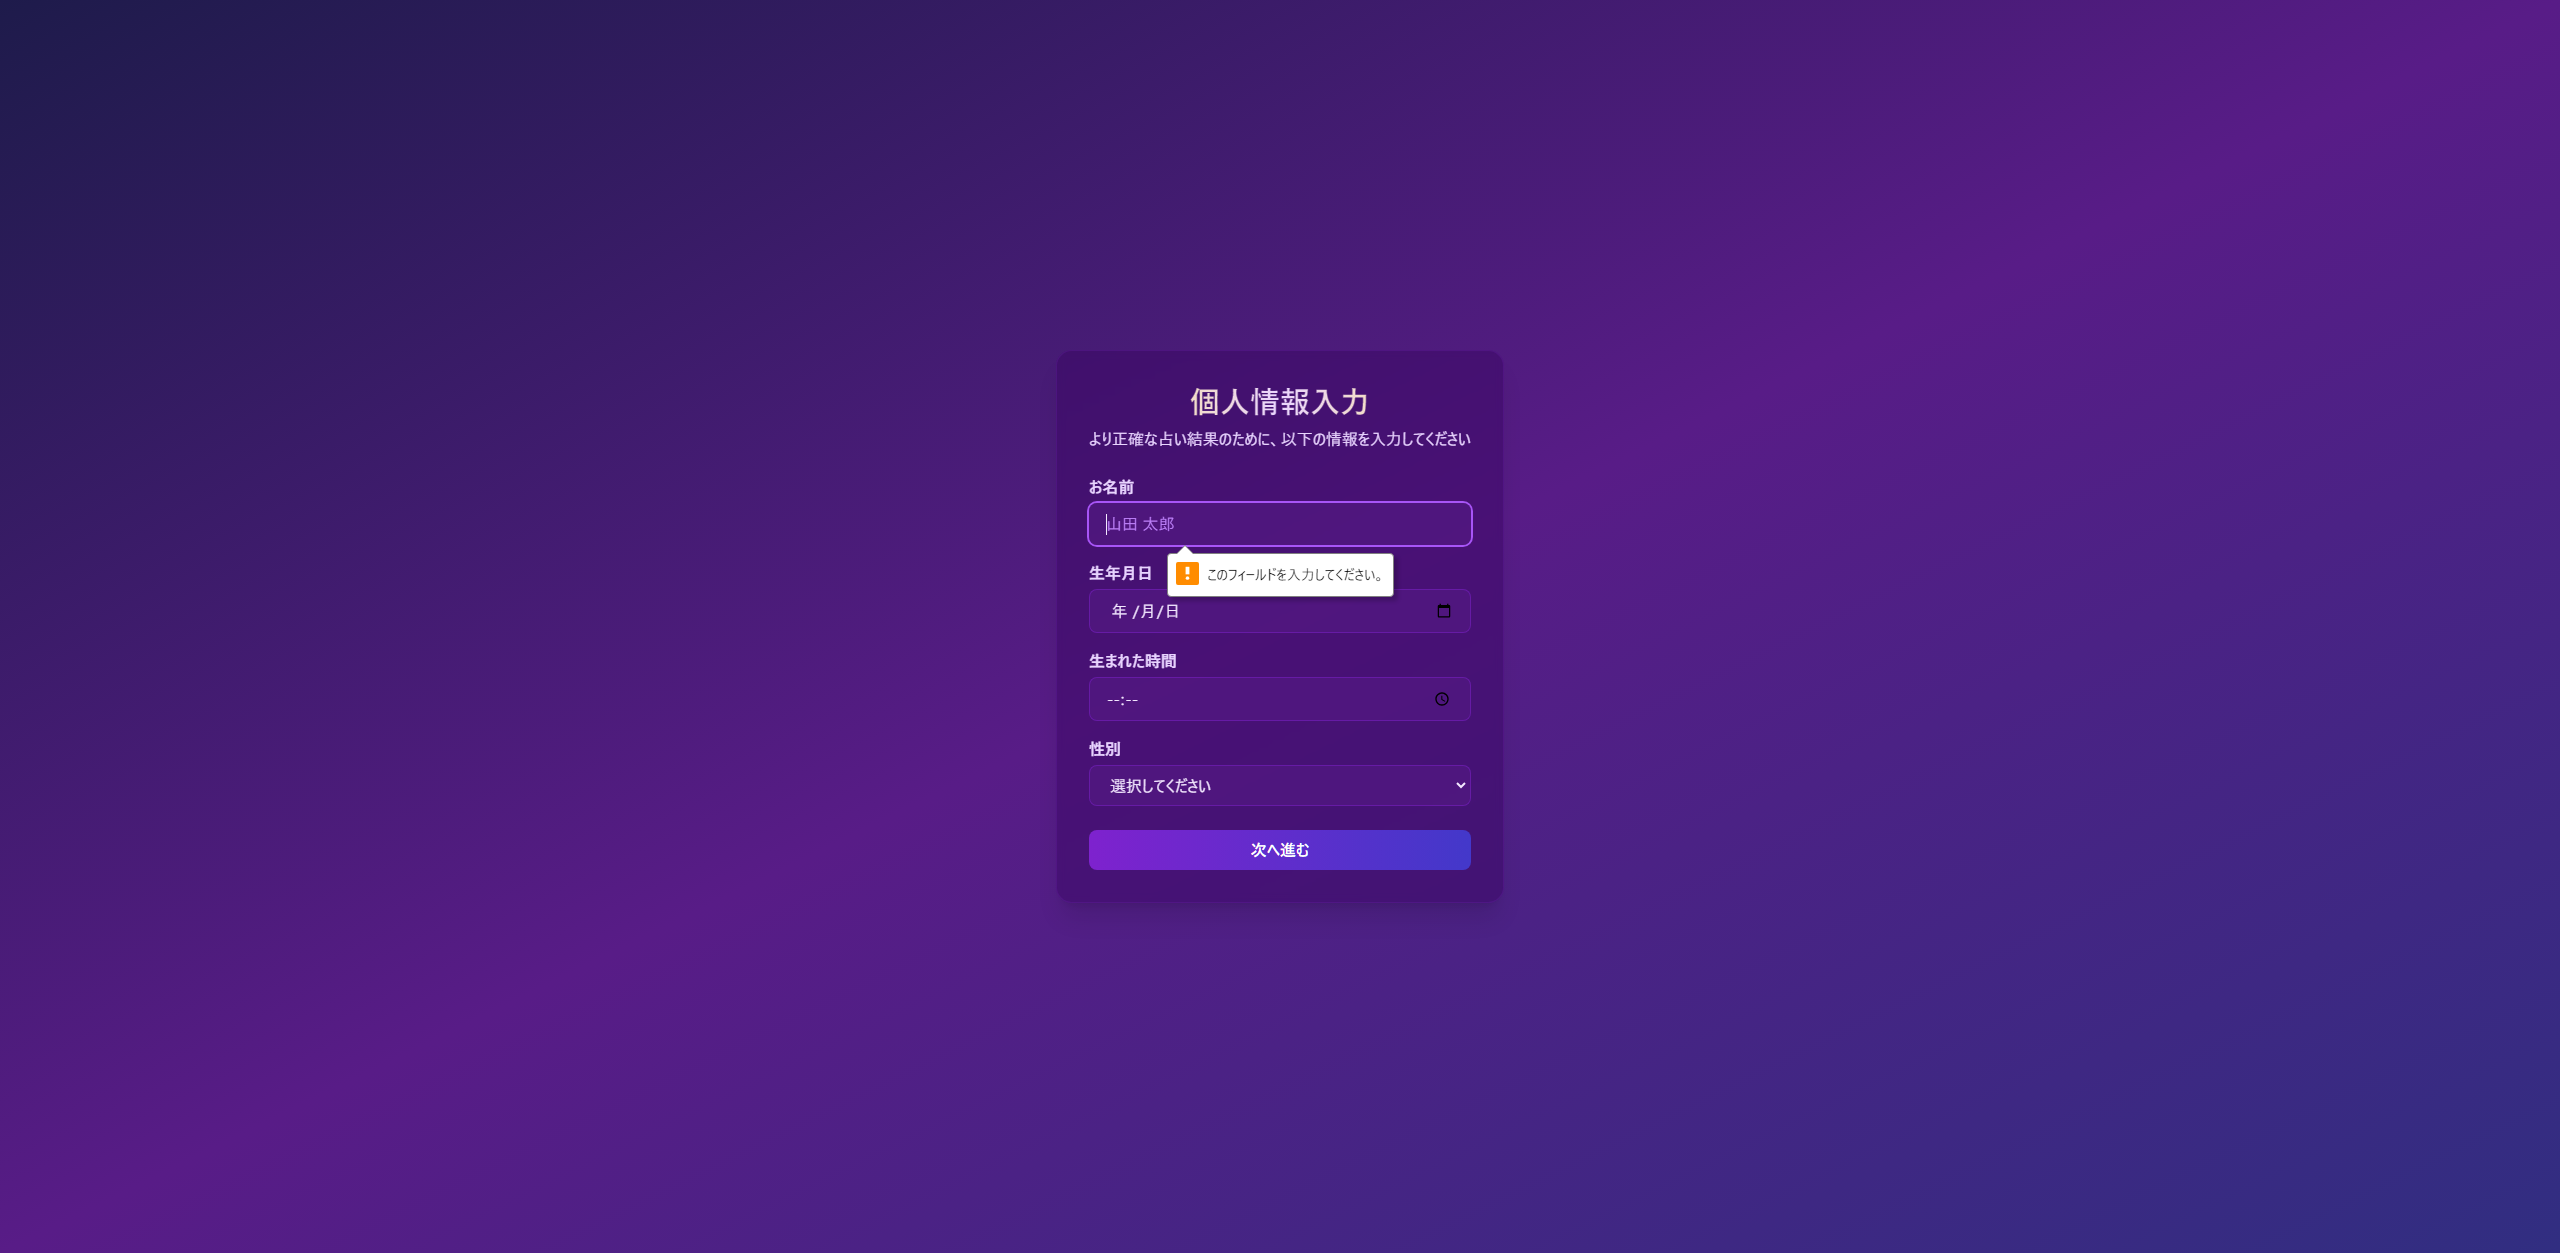 個人情報入力
より正確な占い結果のために、以下の情報を入力してください
お名前
山田 太郎
このフィールドを入力してください。
生年月日
年 /月/日
生まれた時間
--:--
性別
選択してください
次へ進む